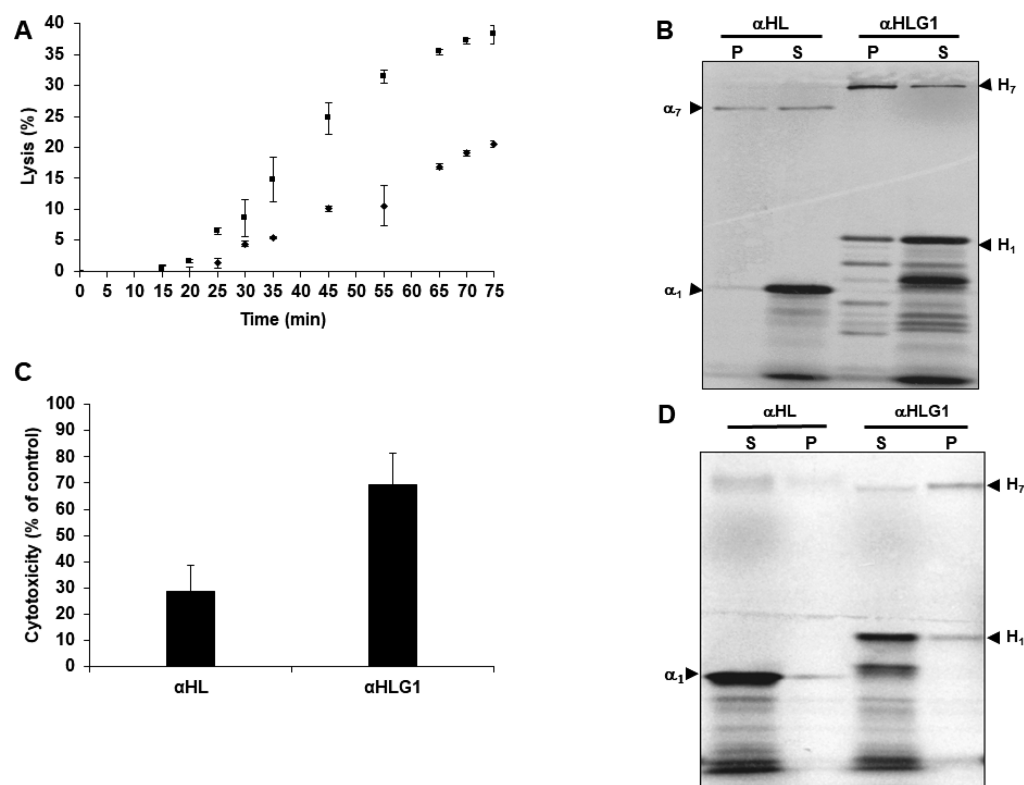 A
40
35
30
25
20
15
10
5
0
Lysis (%)
0 5 10 15 20 25 30 35 40 45 50 55 60 65 70 75
Time (min)
B
αHL αHLG1
P S P S
H7
α7
H1
α1
C
100
90
80
70
60
50
40
30
20
10
0
Cytotoxicity (% of control)
αHL αHLG1
D
αHL αHLG1
S P S P
H7
H1
α1